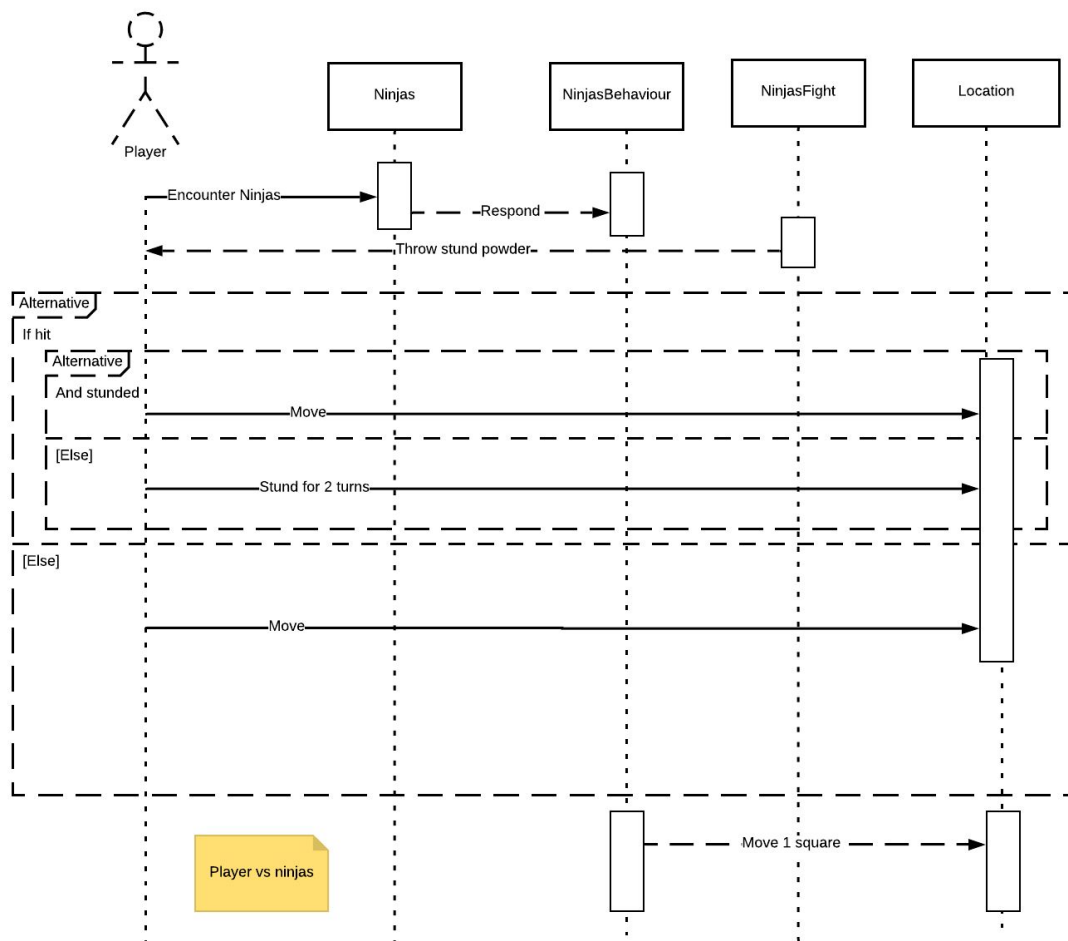 Player
Ninjas
NinjasBehaviour
NinjasFight
Location
Encounter Ninjas
Respond
Throw stund powder
Alternative
If hit
Alternative
And stunded
Move
[Else]
Stund for 2 turns
[Else]
Move
Move 1 square
Player vs ninjas